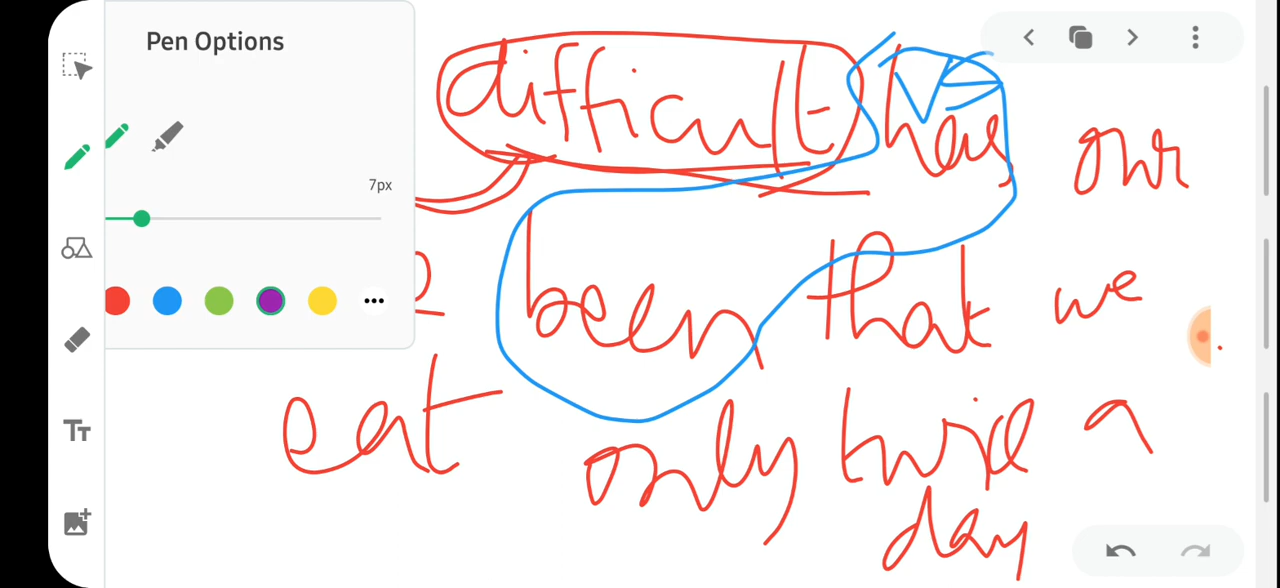 Pen Options
7px
difficult has our
been that we
eat only twice a
day